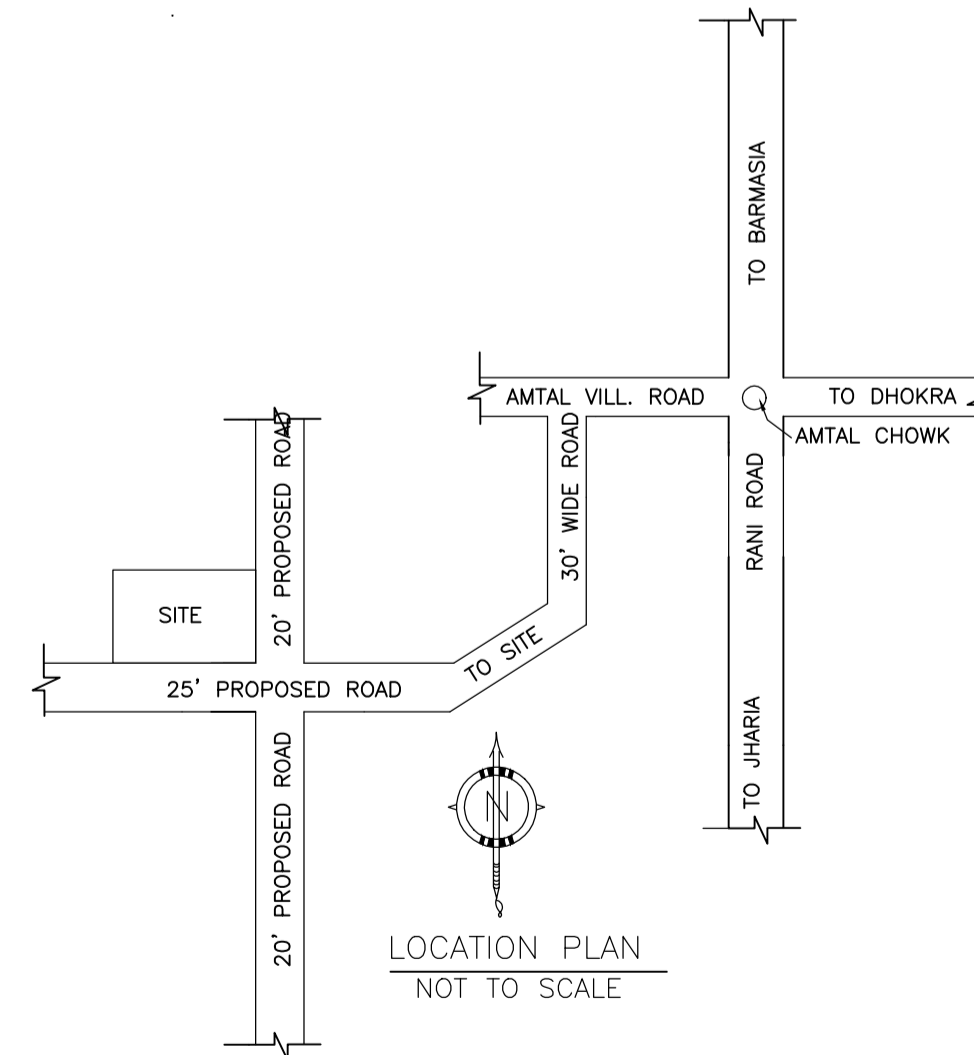 TO BARMASIA
AMTAL VILL. ROAD
TO DHOKRA
AMTAL CHOWK
RANI ROAD
30' WIDE ROAD
20' PROPOSED ROAD
SITE
TO SITE
25' PROPOSED ROAD
TO JHARIA
20' PROPOSED ROAD
N
LOCATION PLAN
NOT TO SCALE